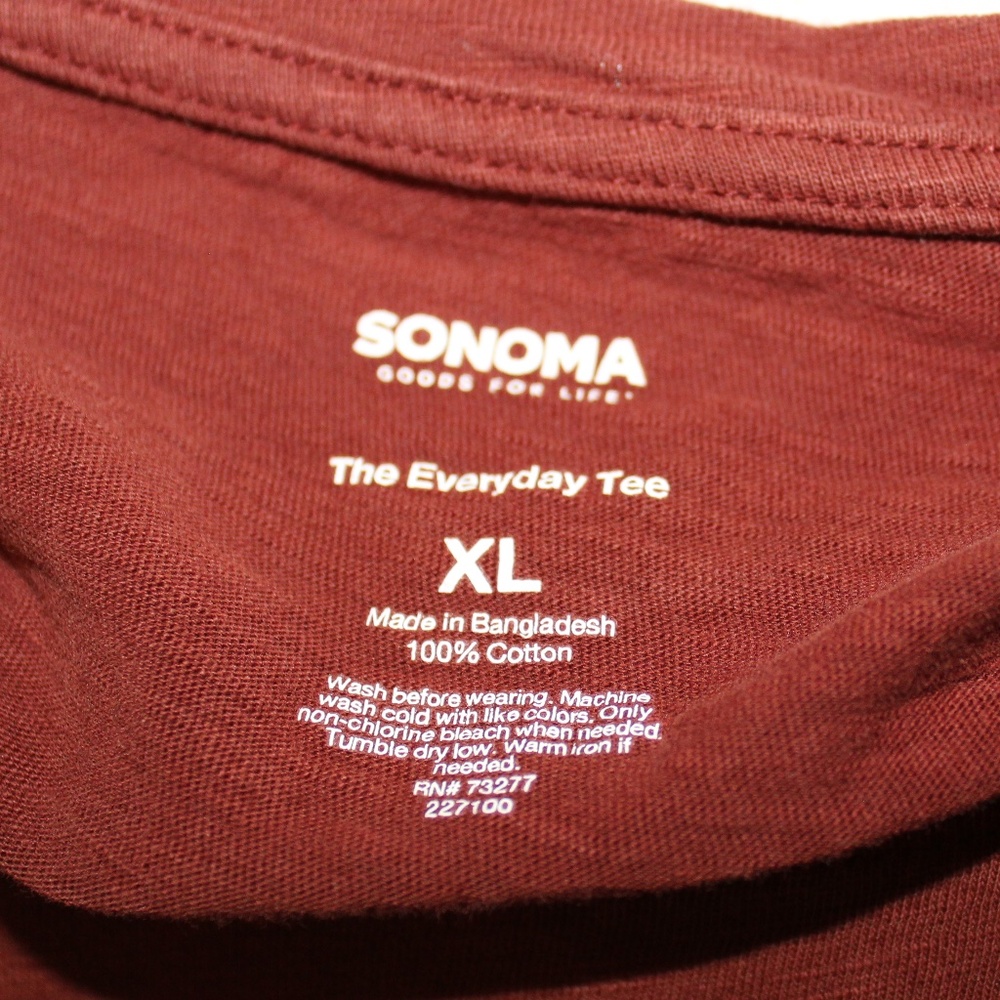 SONOMA
GOODS FOR LIFE
The Everyday Tee
XL
Made in Bangladesh
100% Cotton
Wash before wearing. Machine
wash cold with like colors. Only
non-chlorine bleach when needed.
Tumble dry low. Warm iron if
needed.
RN# 73277
227100